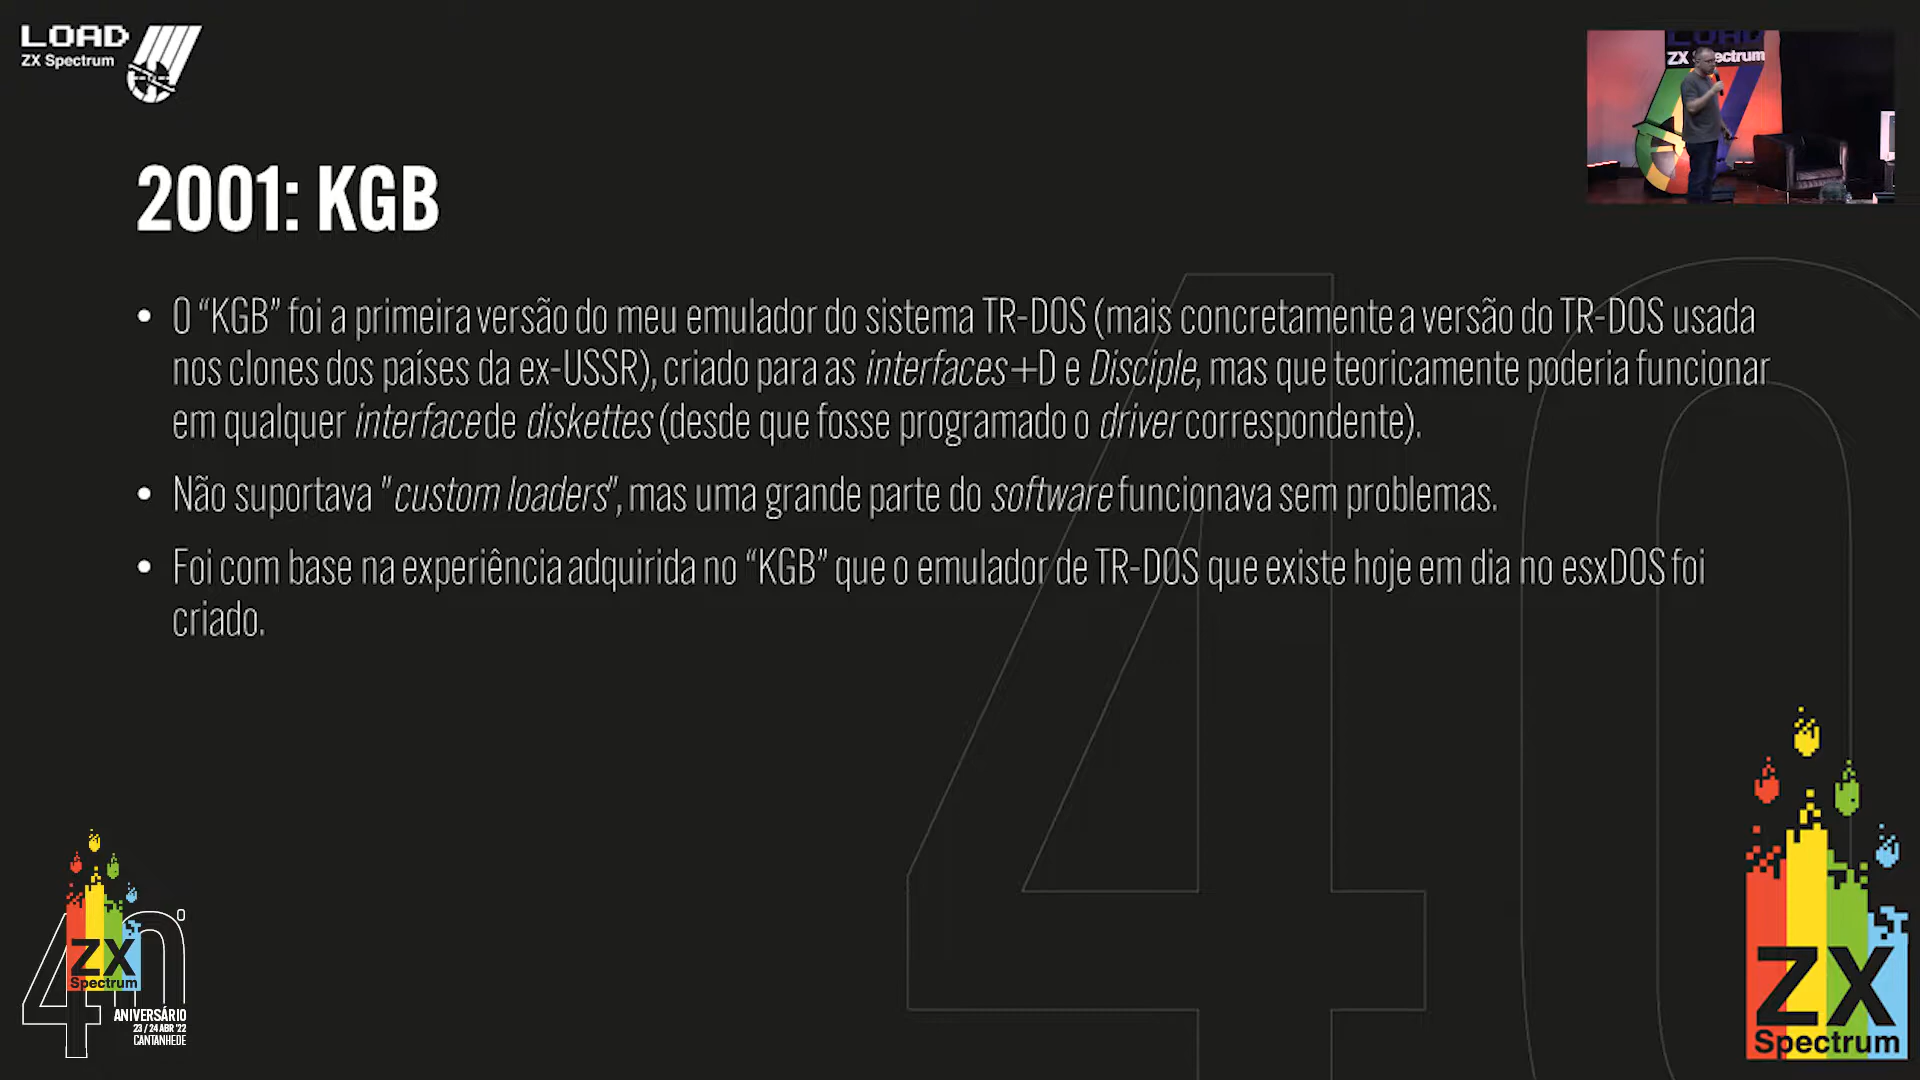 LOAD
ZX Spectrum
LOAD
ZX Spectrum
2001: KGB
• O “KGB” foi a primeira versão do meu emulador do sistema TR-DOS (mais concretamente a versão do TR-DOS usada
nos clones dos países da ex-USSR), criado para as interfaces +D e Disciple, mas que teoricamente poderia funcionar
em qualquer interface de diskettes (desde que fosse programado o driver correspondente).
• Não suportava "custom loaders", mas uma grande parte do software funcionava sem problemas.
• Foi com base na experiência adquirida no “KGB” que o emulador de TR-DOS que existe hoje em dia no esxDOS foi
criado.
40
40º
ZX
Spectrum
ANIVERSÁRIO
23 / 24 ABR '22
CANTANHEDE
ZX
Spectrum